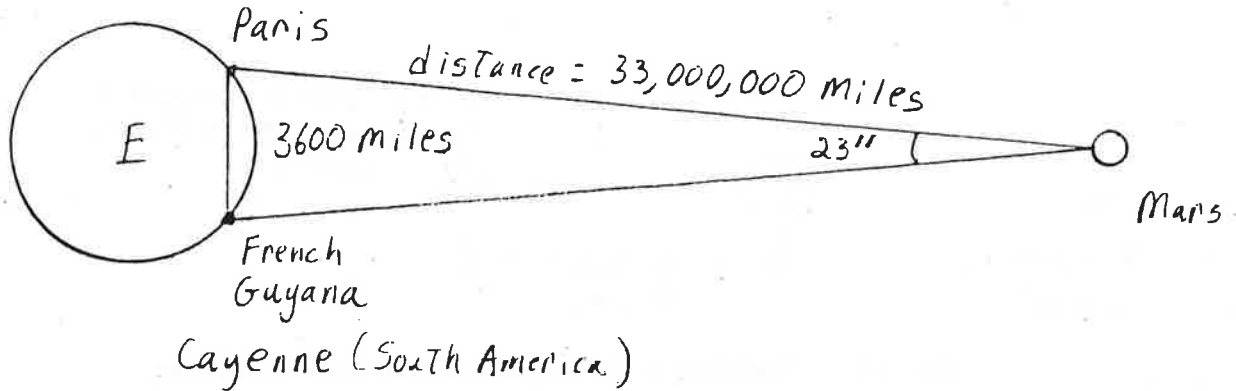 Paris
distance = 33,000,000 miles
E
3600 miles
23"
Mars
French
Guyana
Cayenne (South America)